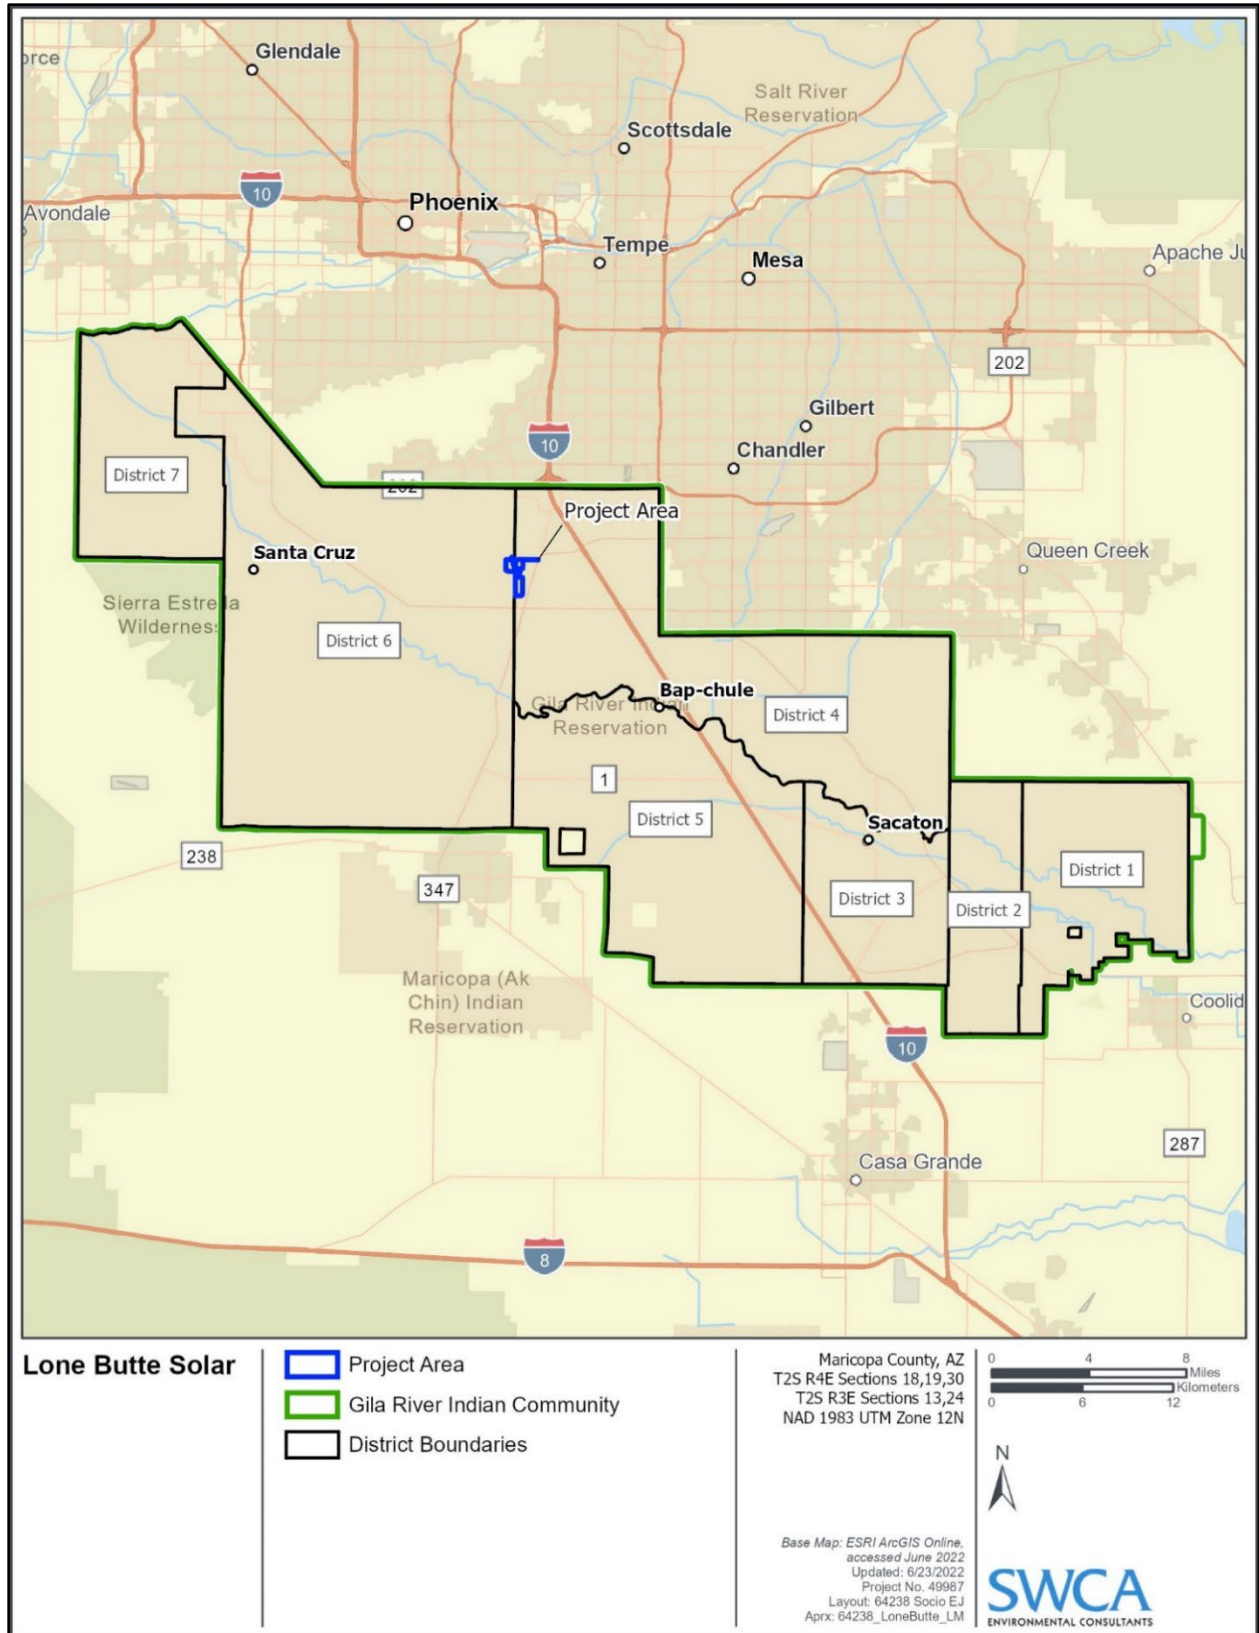 orce
Glendale
Salt River
Reservation
Scottsdale
10
Phoenix
Avondale
Tempe
Mesa
Apache Ju
202
Gilbert
10
Chandler
District 7
202
Project Area
Santa Cruz
Queen Creek
Sierra Estrella
Wilderness
District 6
Bap-chule
Gila River Indian
Reservation
District 4
1
District 5
Sacaton
238
347
District 1
District 3
District 2
Maricopa (Ak
Chin) Indian
Reservation
Coolid
10
287
Casa Grande
8
Lone Butte Solar
Project Area
Gila River Indian Community
District Boundaries
Maricopa County, AZ
T2S R4E Sections 18,19,30
T2S R3E Sections 13,24
NAD 1983 UTM Zone 12N
0 4 8
Miles
Kilometers
0 6 12
N
Base Map: ESRI ArcGIS Online,
accessed June 2022
Updated: 6/23/2022
Project No. 49987
Layout: 64238 Socio EJ
Aprx: 64238_LoneButte_LM
SWCA
ENVIRONMENTAL CONSULTANTS